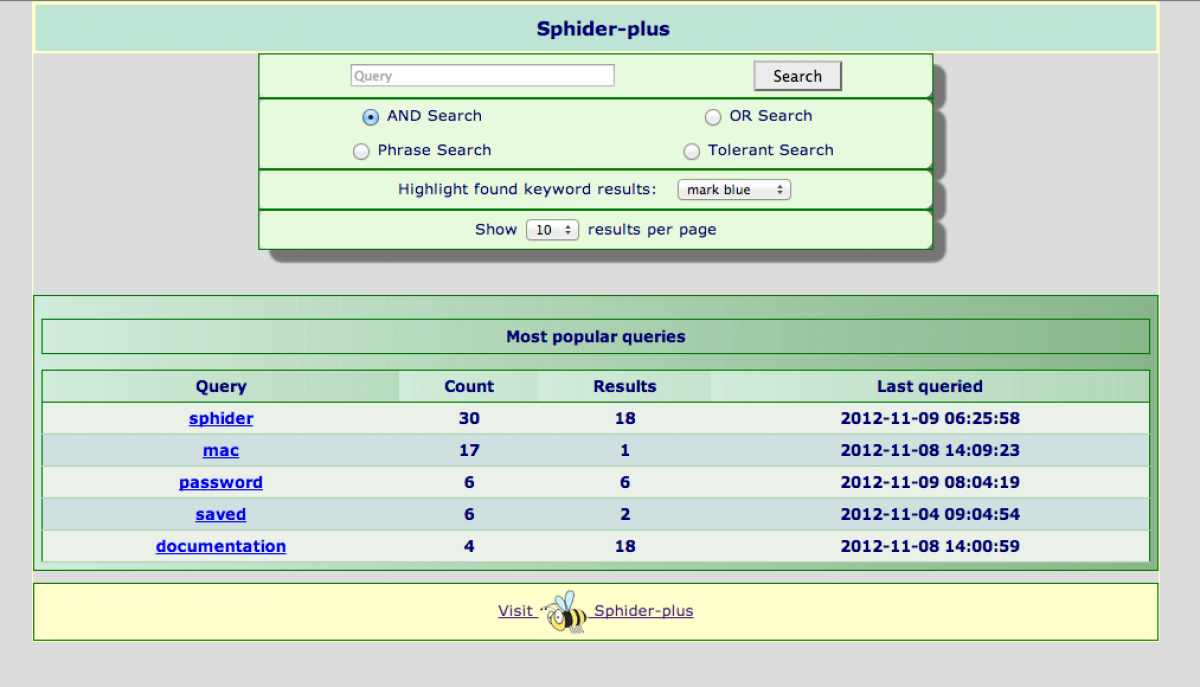 Sphider-plus
Query Search
AND Search OR Search
Phrase Search Tolerant Search
Highlight found keyword results: mark blue
Show 10 results per page
Most popular queries
Query Count Results Last queried
sphider 30 18 2012-11-09 06:25:58
mac 17 1 2012-11-08 14:09:23
password 6 6 2012-11-09 08:04:19
saved 6 2 2012-11-04 09:04:54
documentation 4 18 2012-11-08 14:00:59
Visit Sphider-plus